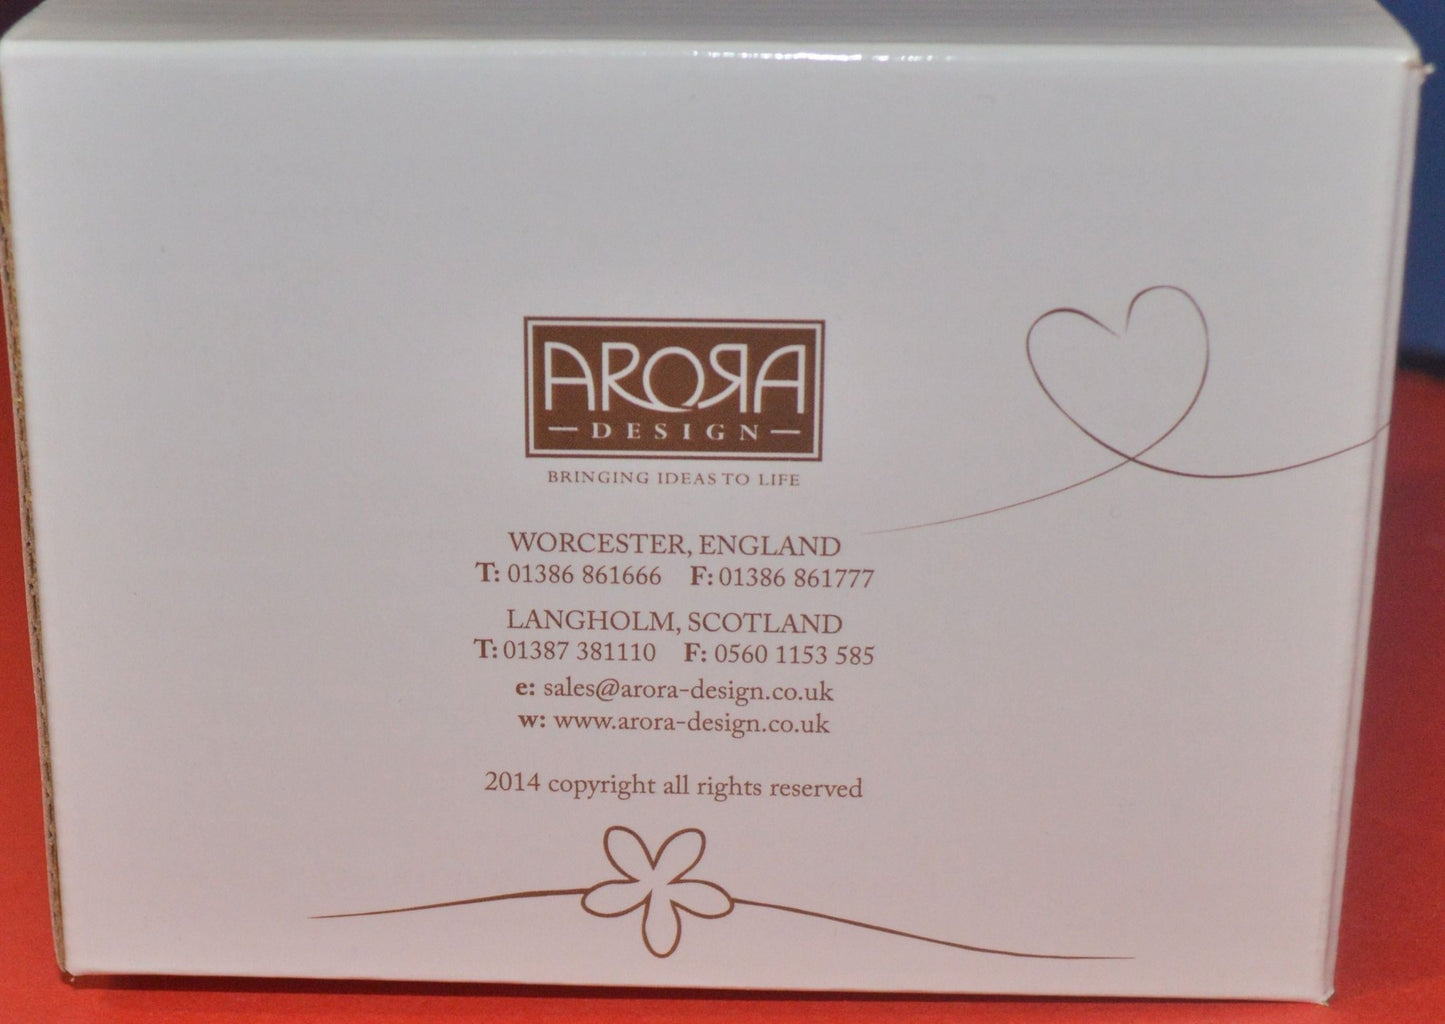 ARORA
DESIGN
BRINGING IDEAS TO LIFE
WORCESTER, ENGLAND
T: 01386 861666 F: 01386 861777
LANGHOLM, SCOTLAND
T: 01387 381110 F: 0560 1153 585
e: sales@arora-design.co.uk
w: www.arora-design.co.uk
2014 copyright all rights reserved